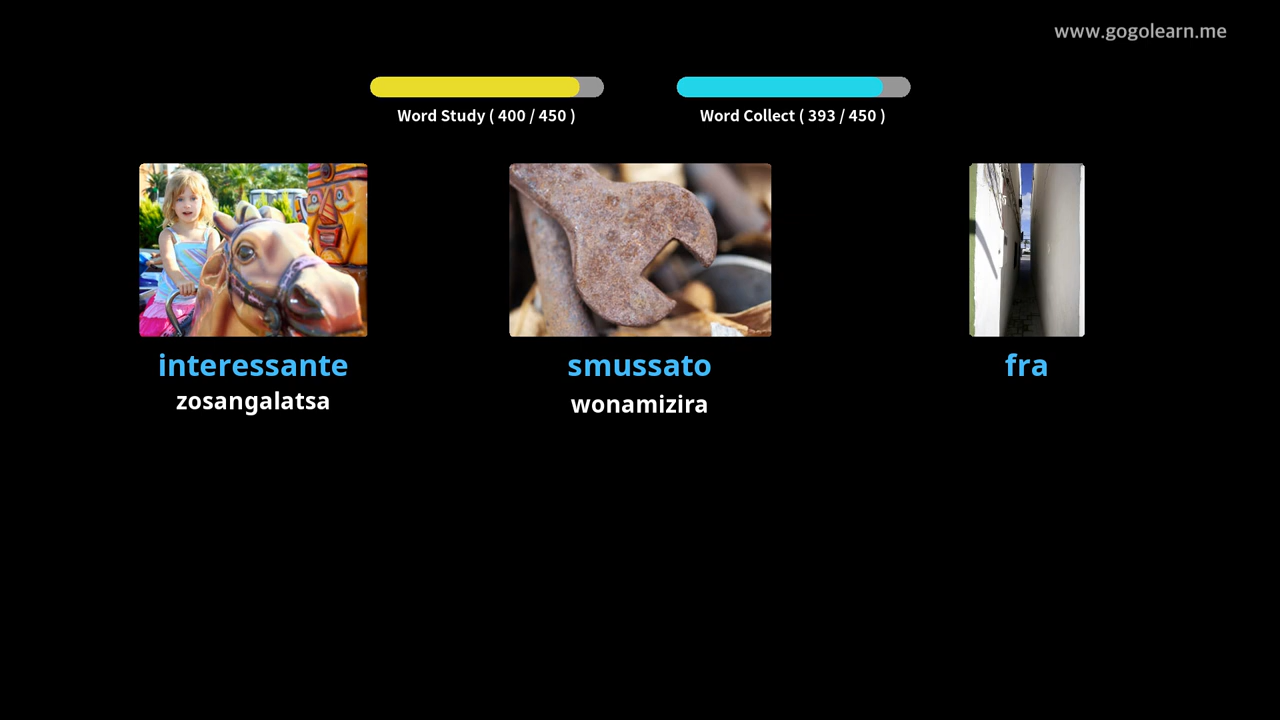 www.gogolearn.me
Word Study ( 400 / 450 )
Word Collect ( 393 / 450 )
interessante
zosangalatsa
smussato
wonamizira
fra